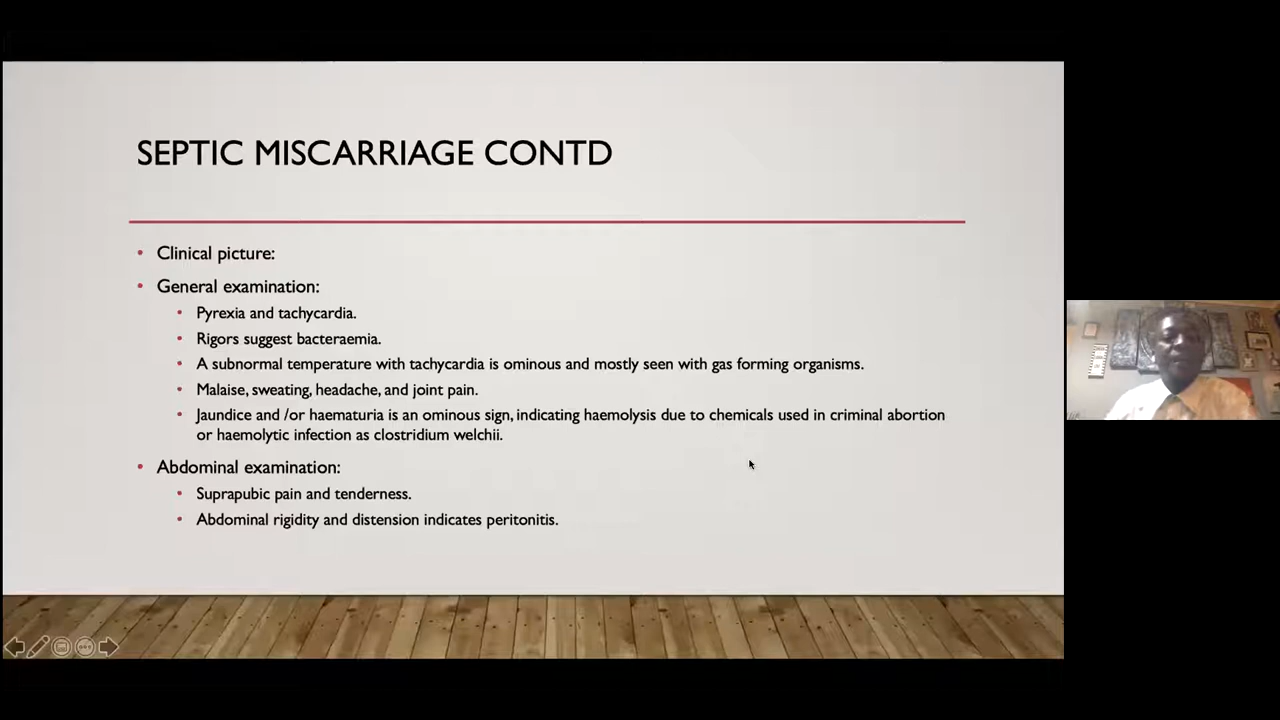 SEPTIC MISCARRIAGE CONTD
• Clinical picture:
• General examination:
• Pyrexia and tachycardia.
• Rigors suggest bacteraemia.
• A subnormal temperature with tachycardia is ominous and mostly seen with gas forming organisms.
• Malaise, sweating, headache, and joint pain.
• Jaundice and /or haematuria is an ominous sign, indicating haemolysis due to chemicals used in criminal abortion
or haemolytic infection as clostridium welchii.
• Abdominal examination:
• Suprapubic pain and tenderness.
• Abdominal rigidity and distension indicates peritonitis.